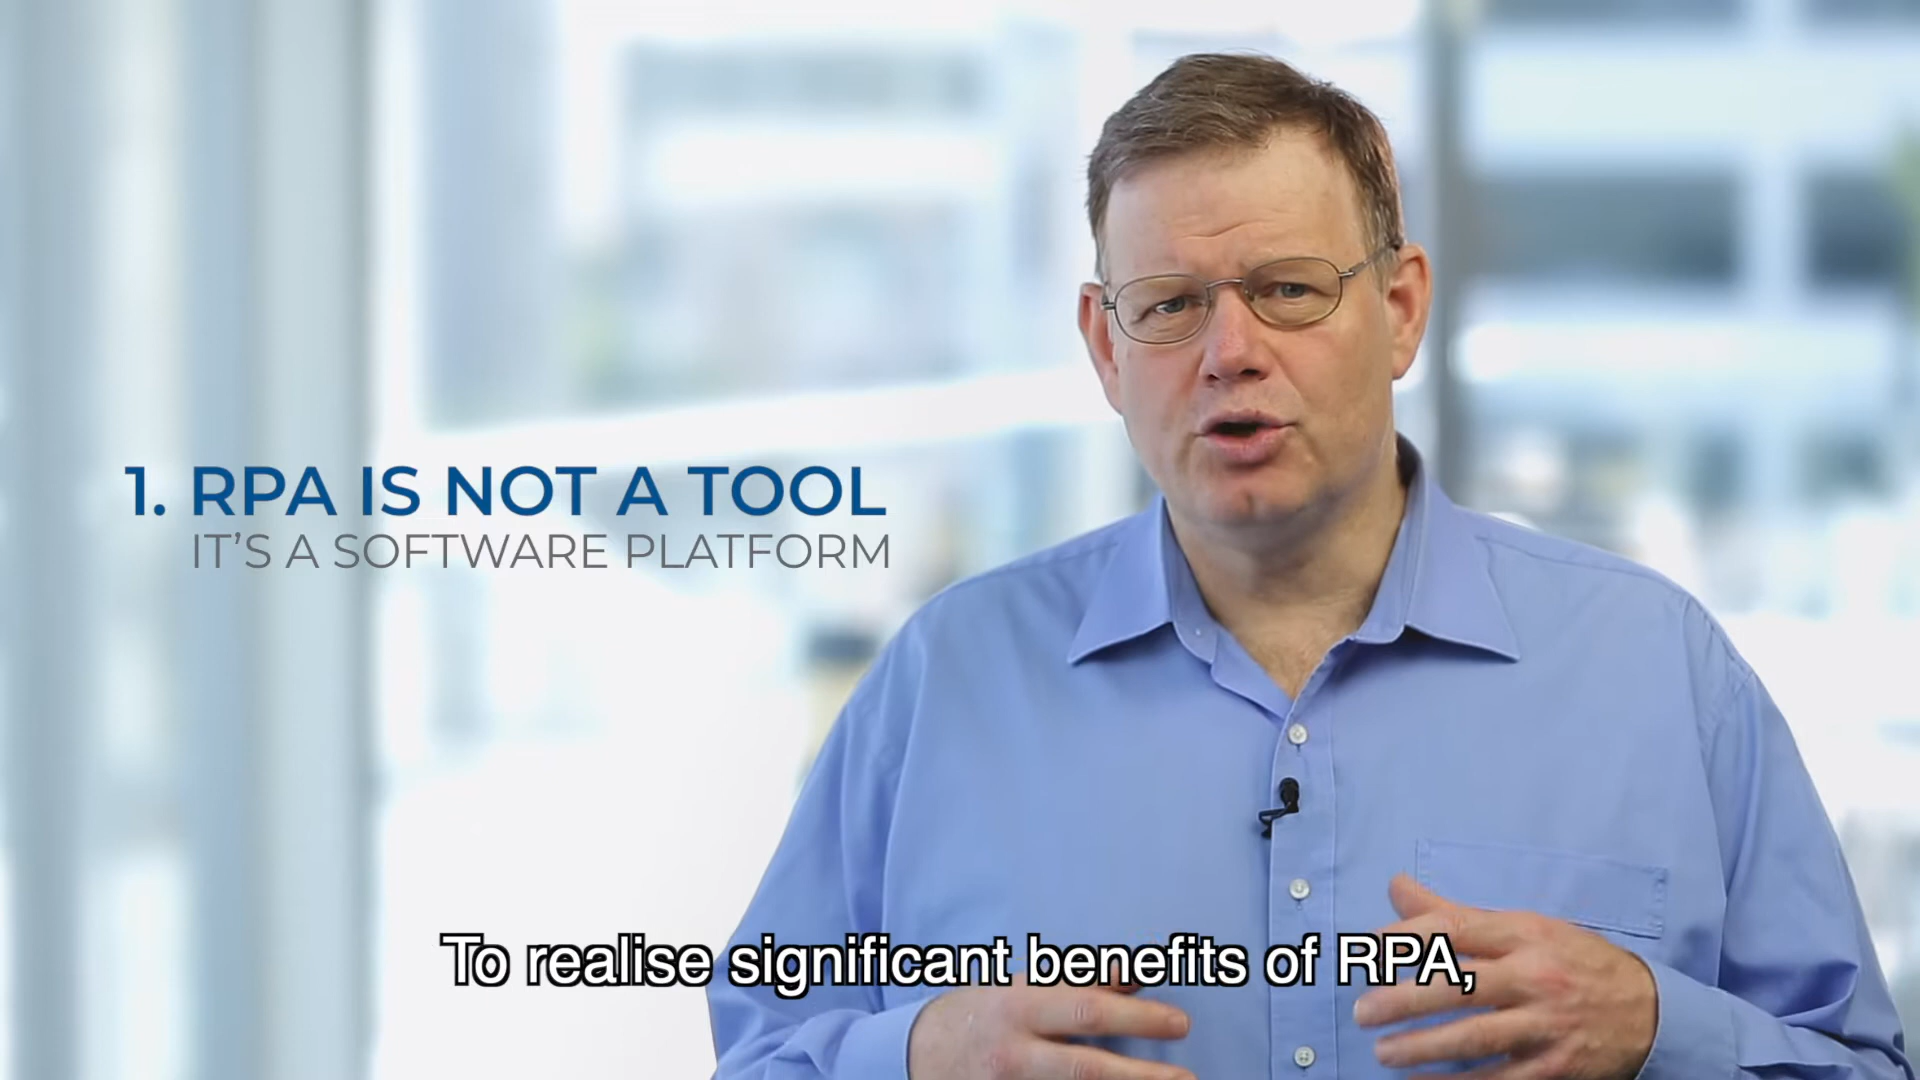 1. RPA IS NOT A TOOL
IT'S A SOFTWARE PLATFORM
To realise significant benefits of RPA,